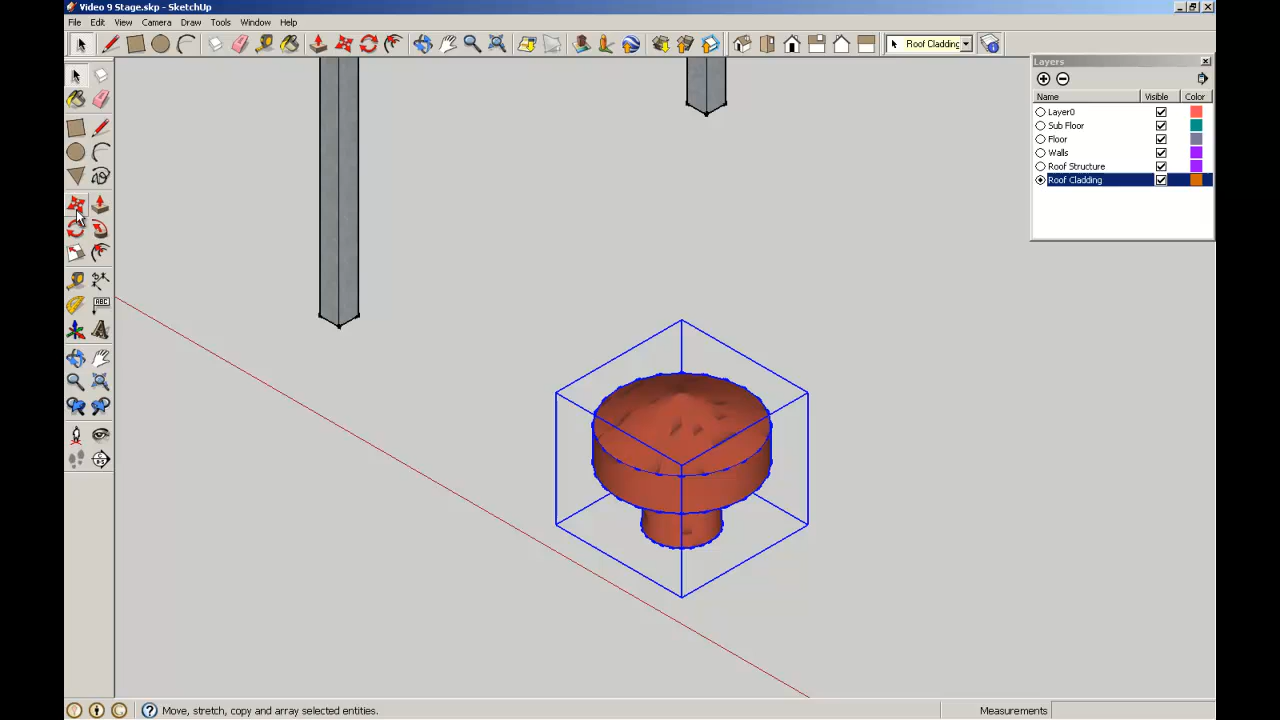 Video 9 Stage.skp - SketchUp
File Edit View Camera Draw Tools Window Help
Roof Cladding
Layers
Name Visible Color
Layer0
Sub Floor
Floor
Walls
Roof Structure
Roof Cladding
ABC
Move, stretch, copy and array selected entities.
Measurements